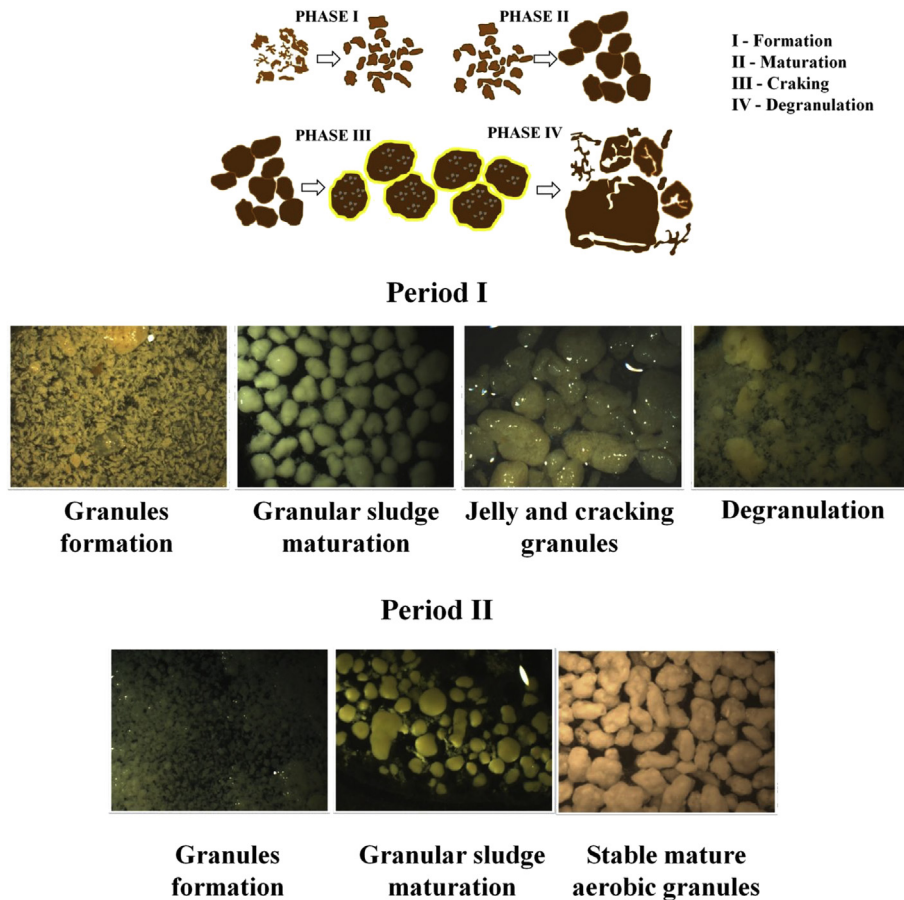 PHASE I
PHASE II
I - Formation
II - Maturation
III - Craking
IV - Degranulation
PHASE III
PHASE IV
Period I
Granules
formation
Granular sludge
maturation
Jelly and cracking
granules
Degranulation
Period II
Granules
formation
Granular sludge
maturation
Stable mature
aerobic granules